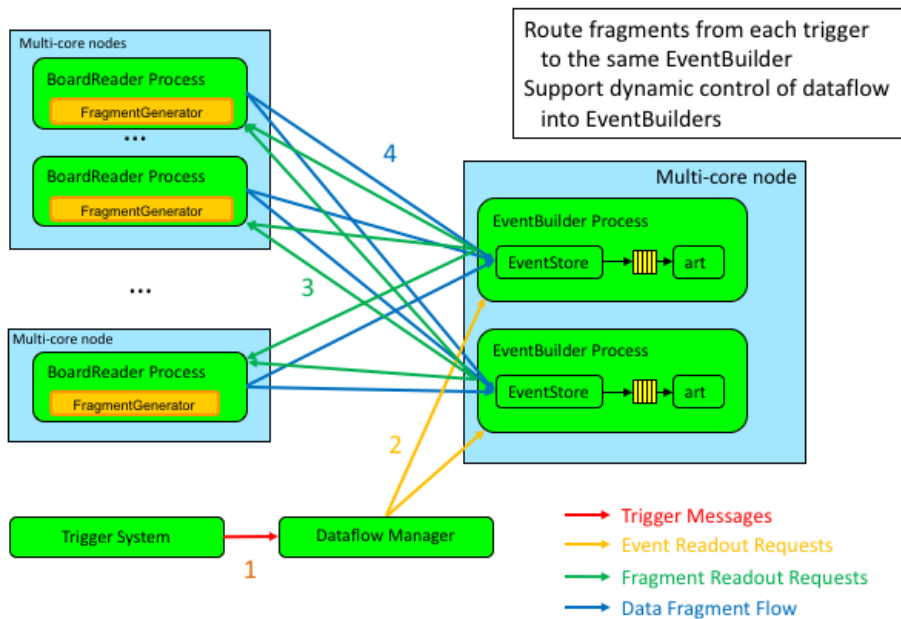 Multi-core nodes
BoardReader Process
FragmentGenerator
...
BoardReader Process
FragmentGenerator
...
Multi-core node
BoardReader Process
FragmentGenerator
Route fragments from each trigger
to the same EventBuilder
Support dynamic control of dataflow
into EventBuilders
4
3
2
Multi-core node
EventBuilder Process
EventStore
art
EventBuilder Process
EventStore
art
Trigger System
1
Dataflow Manager
Trigger Messages
Event Readout Requests
Fragment Readout Requests
Data Fragment Flow